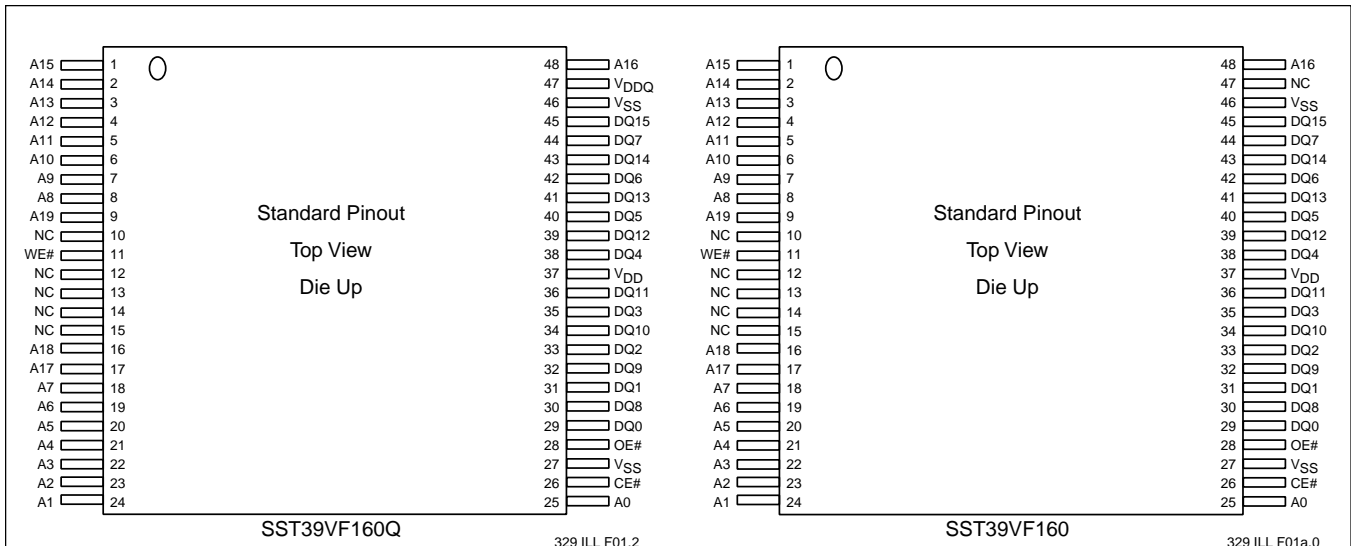 A15 1 48 A16
A14 2 47 VDDQ
A13 3 46 VSS
A12 4 45 DQ15
A11 5 44 DQ7
A10 6 43 DQ14
A9 7 42 DQ6
A8 8 41 DQ13
A19 9 40 DQ5
NC 10 39 DQ12
WE# 11 38 DQ4
NC 12 37 VDD
NC 13 36 DQ11
NC 14 35 DQ3
NC 15 34 DQ10
A18 16 33 DQ2
A17 17 32 DQ9
A7 18 31 DQ1
A6 19 30 DQ8
A5 20 29 DQ0
A4 21 28 OE#
A3 22 27 VSS
A2 23 26 CE#
A1 24 25 A0
Standard Pinout
Top View
Die Up
SST39VF160Q
329 ILL F01.2
A15 1 48 A16
A14 2 47 NC
A13 3 46 VSS
A12 4 45 DQ15
A11 5 44 DQ7
A10 6 43 DQ14
A9 7 42 DQ6
A8 8 41 DQ13
A19 9 40 DQ5
NC 10 39 DQ12
WE# 11 38 DQ4
NC 12 37 VDD
NC 13 36 DQ11
NC 14 35 DQ3
NC 15 34 DQ10
A18 16 33 DQ2
A17 17 32 DQ9
A7 18 31 DQ1
A6 19 30 DQ8
A5 20 29 DQ0
A4 21 28 OE#
A3 22 27 VSS
A2 23 26 CE#
A1 24 25 A0
Standard Pinout
Top View
Die Up
SST39VF160
329 ILL F01a.0